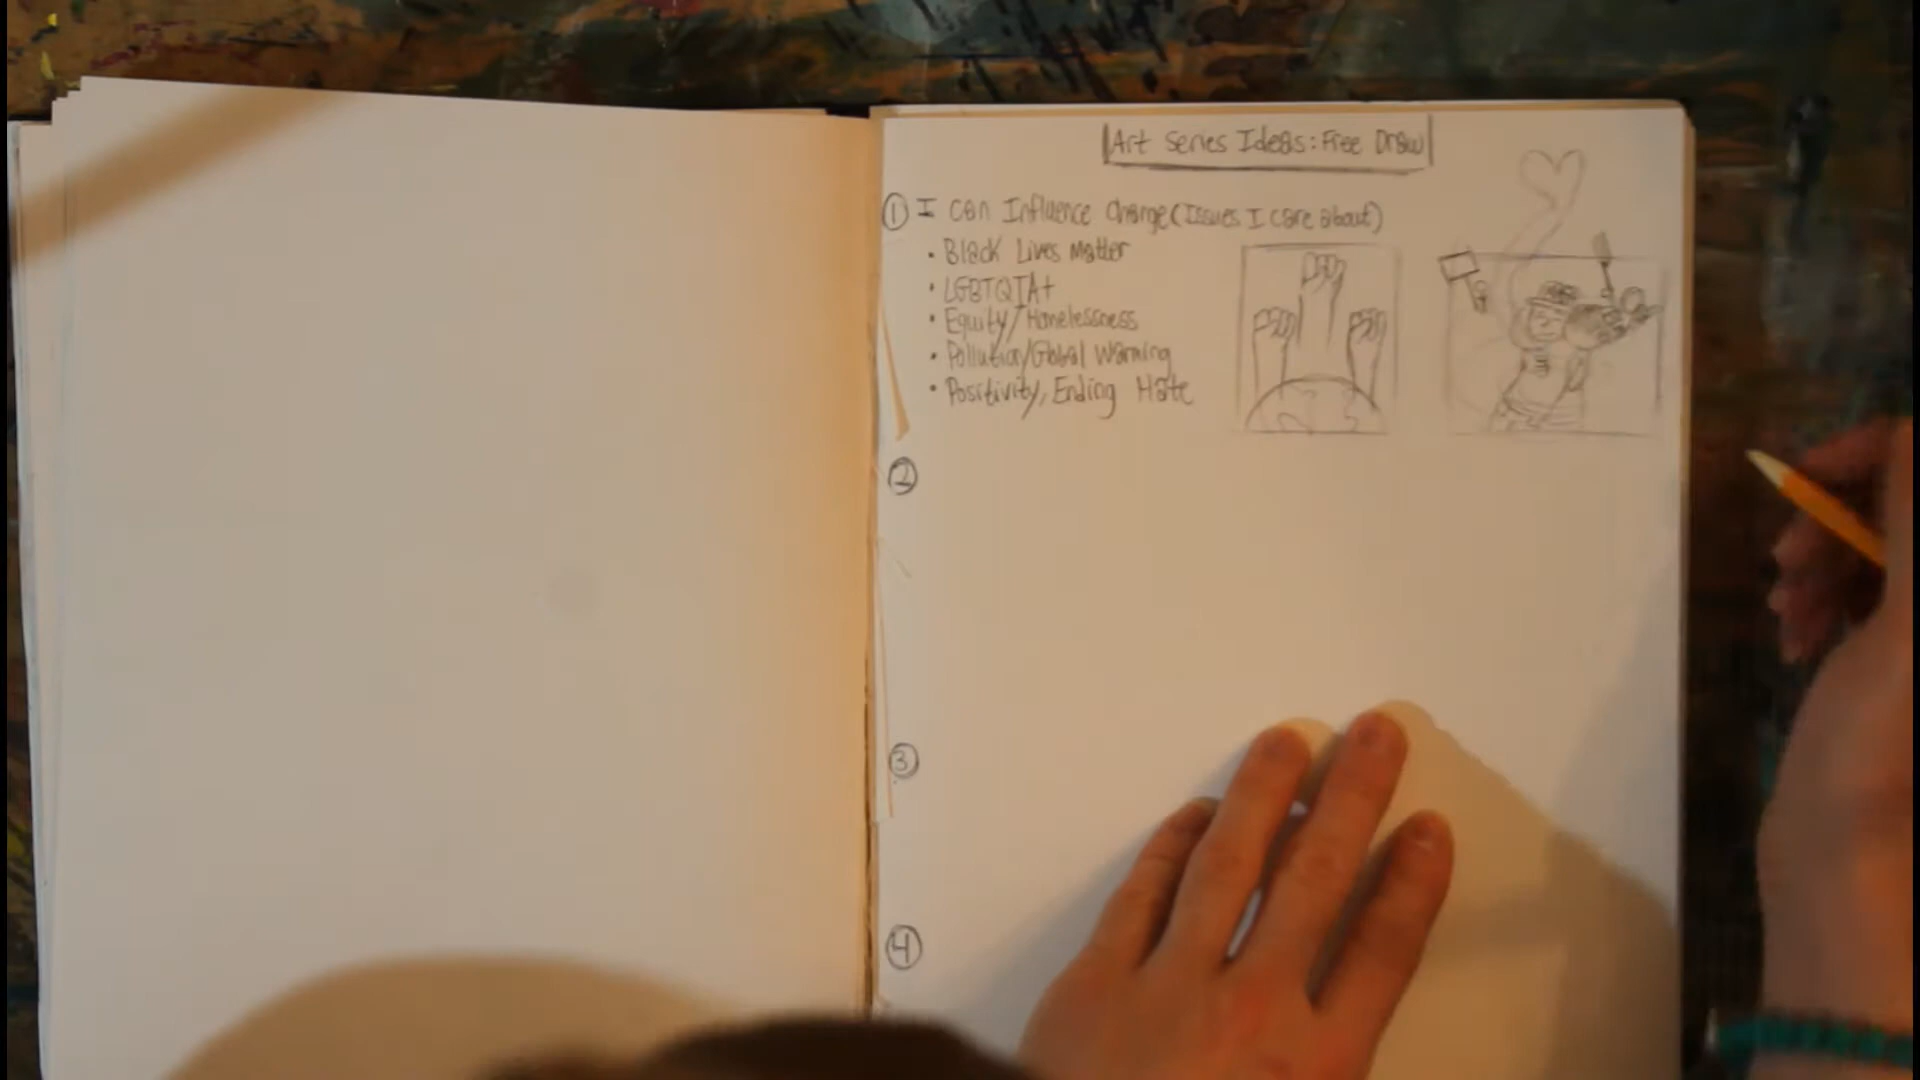 Art Series Ideas: Free Draw
① I can Influence Change (Issues I care about)
• Black Lives Matter
• LGBTQIA+
• Equity/Homelessness
• Pollution/Global Warming
• Positivity, Ending Hate
②
③
④